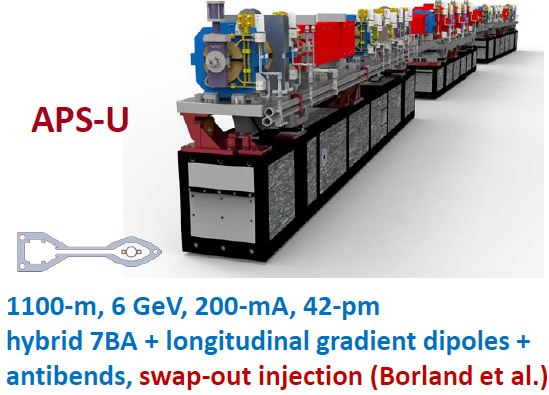 APS-U
1100-m, 6 GeV, 200-mA, 42-pm
hybrid 7BA + longitudinal gradient dipoles +
antibends, swap-out injection (Borland et al.)